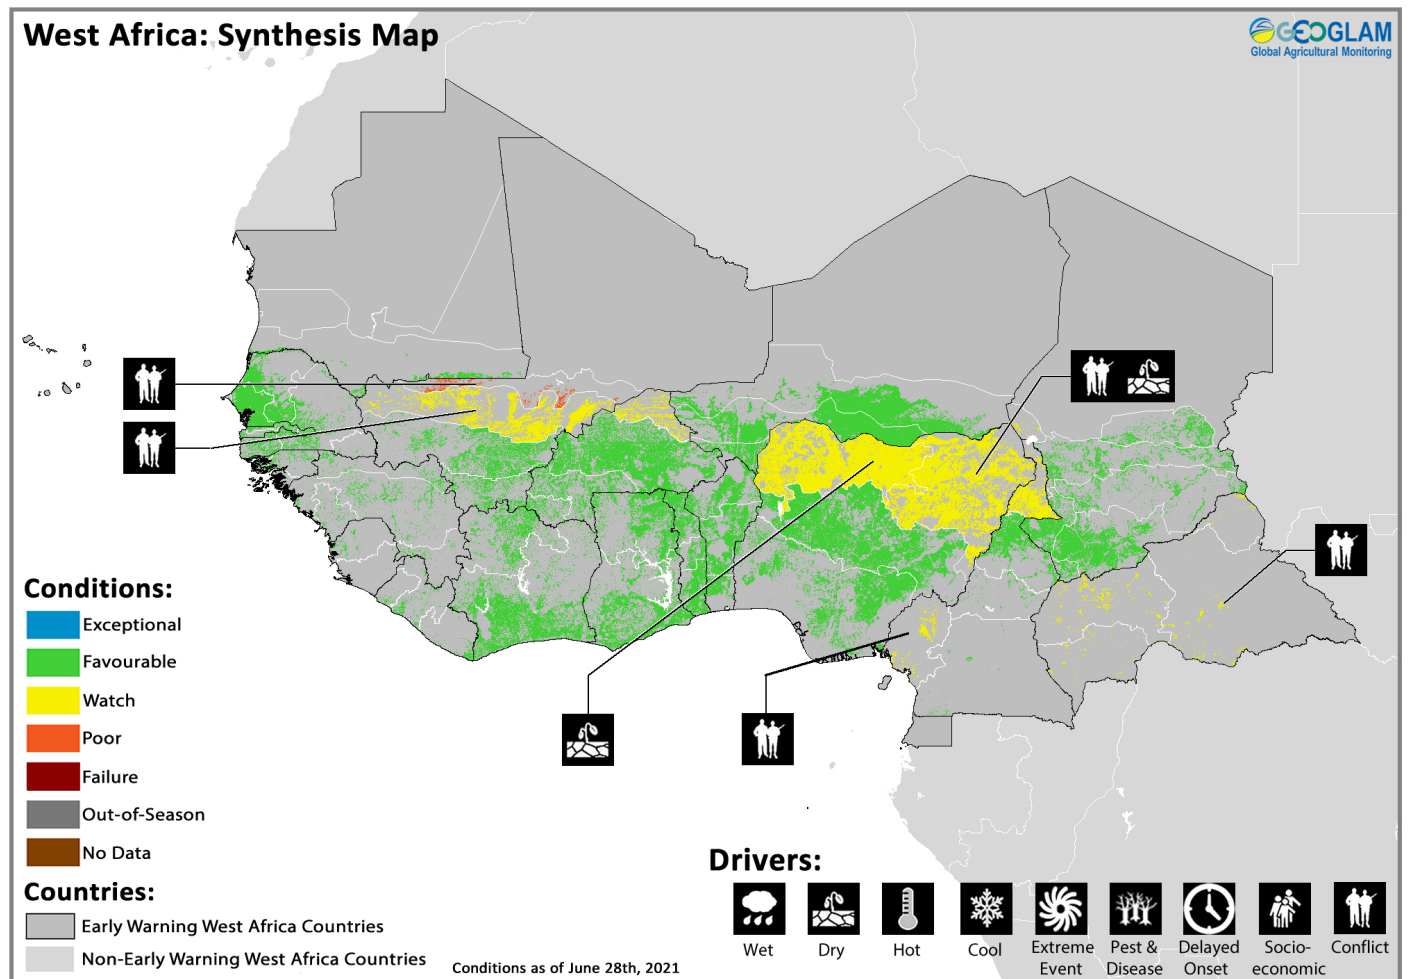 West Africa: Synthesis Map
GEOGLAM
Global Agricultural Monitoring
Conditions:
Exceptional
Favourable
Watch
Poor
Failure
Out-of-Season
No Data
Countries:
Early Warning West Africa Countries
Non-Early Warning West Africa Countries
Conditions as of June 28th, 2021
Drivers:
Wet
Dry
Hot
Cool
Extreme
Event
Pest &
Disease
Delayed
Onset
Socio-
economic
Conflict